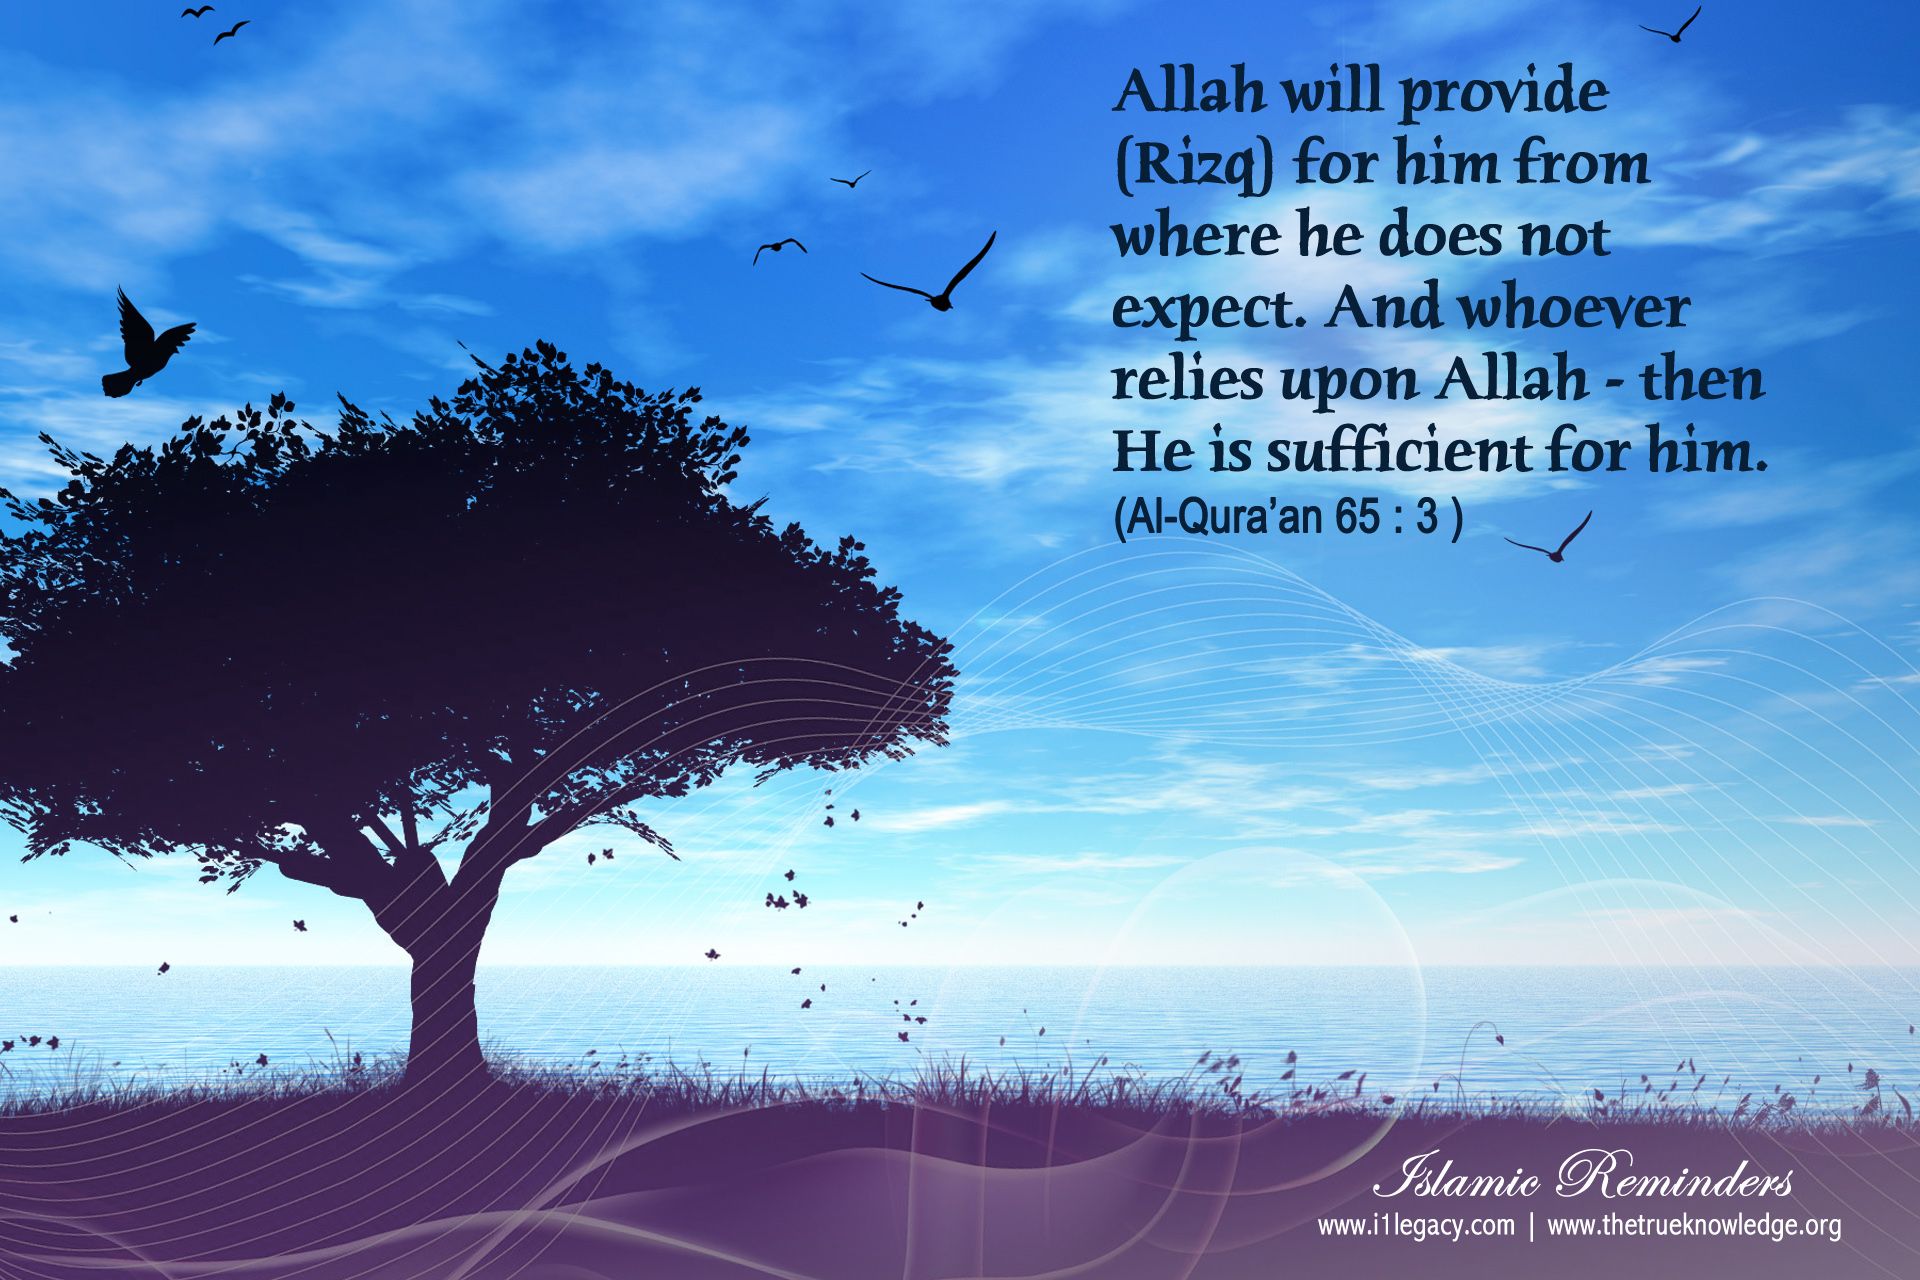 Allah will provide
(Rizq) for him from
where he does not
expect. And whoever
relies upon Allah - then
He is sufficient for him.
(Al-Qura’an 65 : 3 )
Islamic Reminders
www.i1legacy.com | www.thetrueknowledge.org